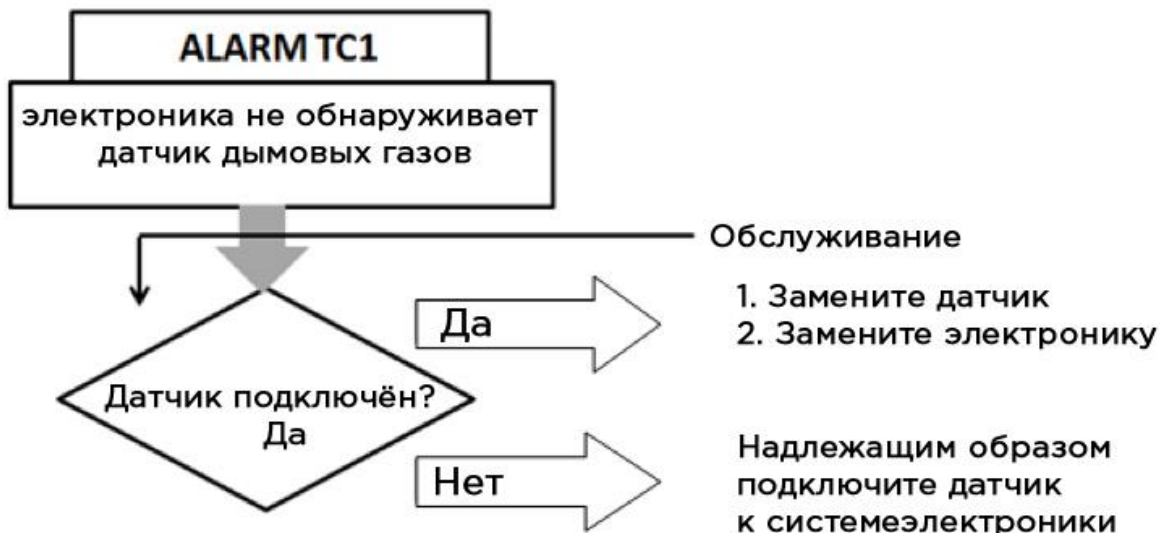 ALARM TC1
электроника не обнаруживает
датчик дымовых газов
Обслуживание
Да
1. Замените датчик
2. Замените электронику
Датчик подключён?
Да
Нет
Надлежащим образом
подключите датчик
к системеэлектроники